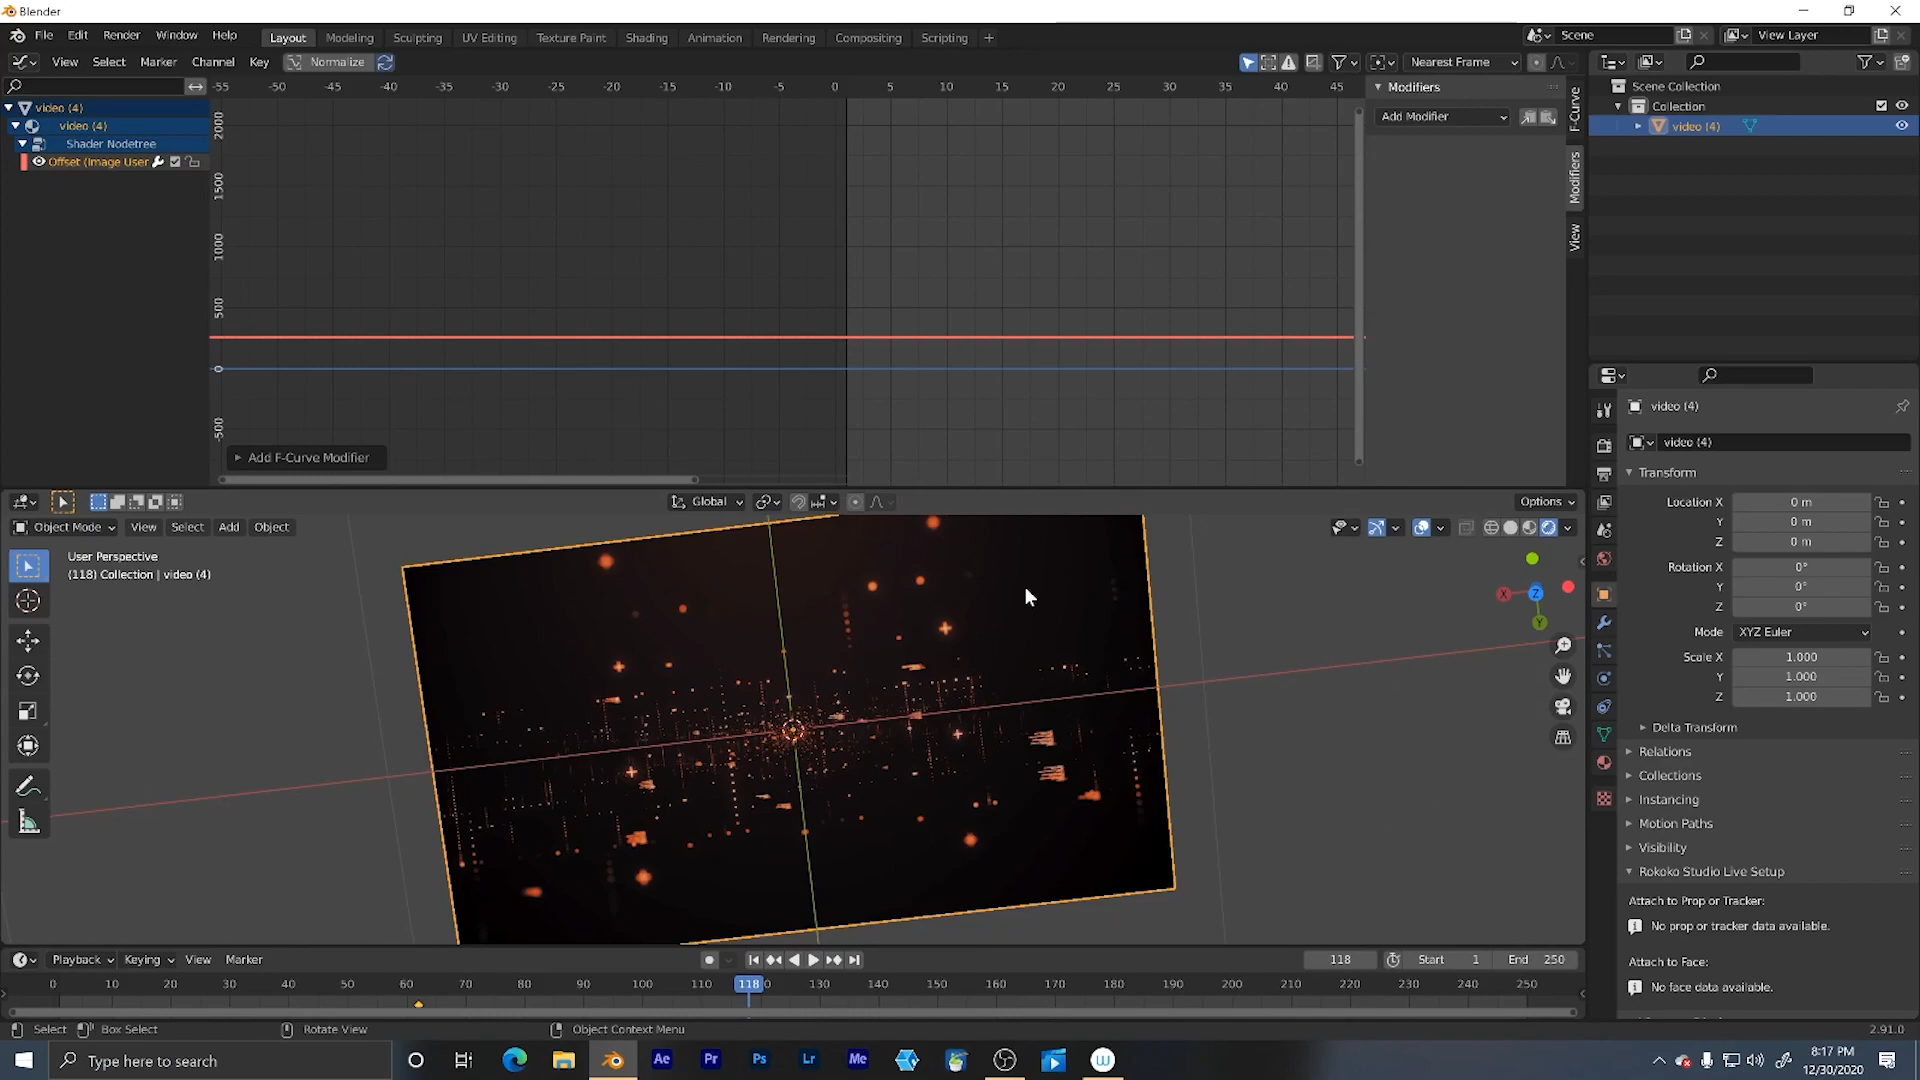 Blender
File Edit Render Window Help Layout Modeling Sculpting UV Editing Texture Paint Shading Animation Rendering Compositing Scripting + Scene View Layer
View Select Marker Channel Key Normalize Nearest Frame
-55 -50 -45 -40 -35 -30 -25 -20 -15 -10 -5 0 5 10 15 20 25 30 35 40 45
Modifiers
Add Modifier
F-Curve
Modifiers
View
video (4)
video (4)
Shader Nodetree
Offset (Image User
2000
1500
1000
500
0
-500
Add F-Curve Modifier
Scene Collection
Collection
video (4)
Global
Options
Object Mode View Select Add Object
User Perspective
(118) Collection | video (4)
X
Z
Y
video (4)
video (4)
Transform
Location X 0 m
Y 0 m
Z 0 m
Rotation X 0°
Y 0°
Z 0°
Mode XYZ Euler
Scale X 1.000
Y 1.000
Z 1.000
Delta Transform
Relations
Collections
Instancing
Motion Paths
Visibility
Rokoko Studio Live Setup
Attach to Prop or Tracker:
No prop or tracker data available.
Attach to Face:
No face data available.
Playback Keying View Marker 118 Start 1 End 250
0 10 20 30 40 50 60 70 80 90 100 110 118 0 130 140 150 160 170 180 190 200 210 220 230 240 250
Select Box Select Rotate View Object Context Menu 2.91.0
Type here to search
Ae Pr Ps Lr Me W
8:17 PM
12/30/2020